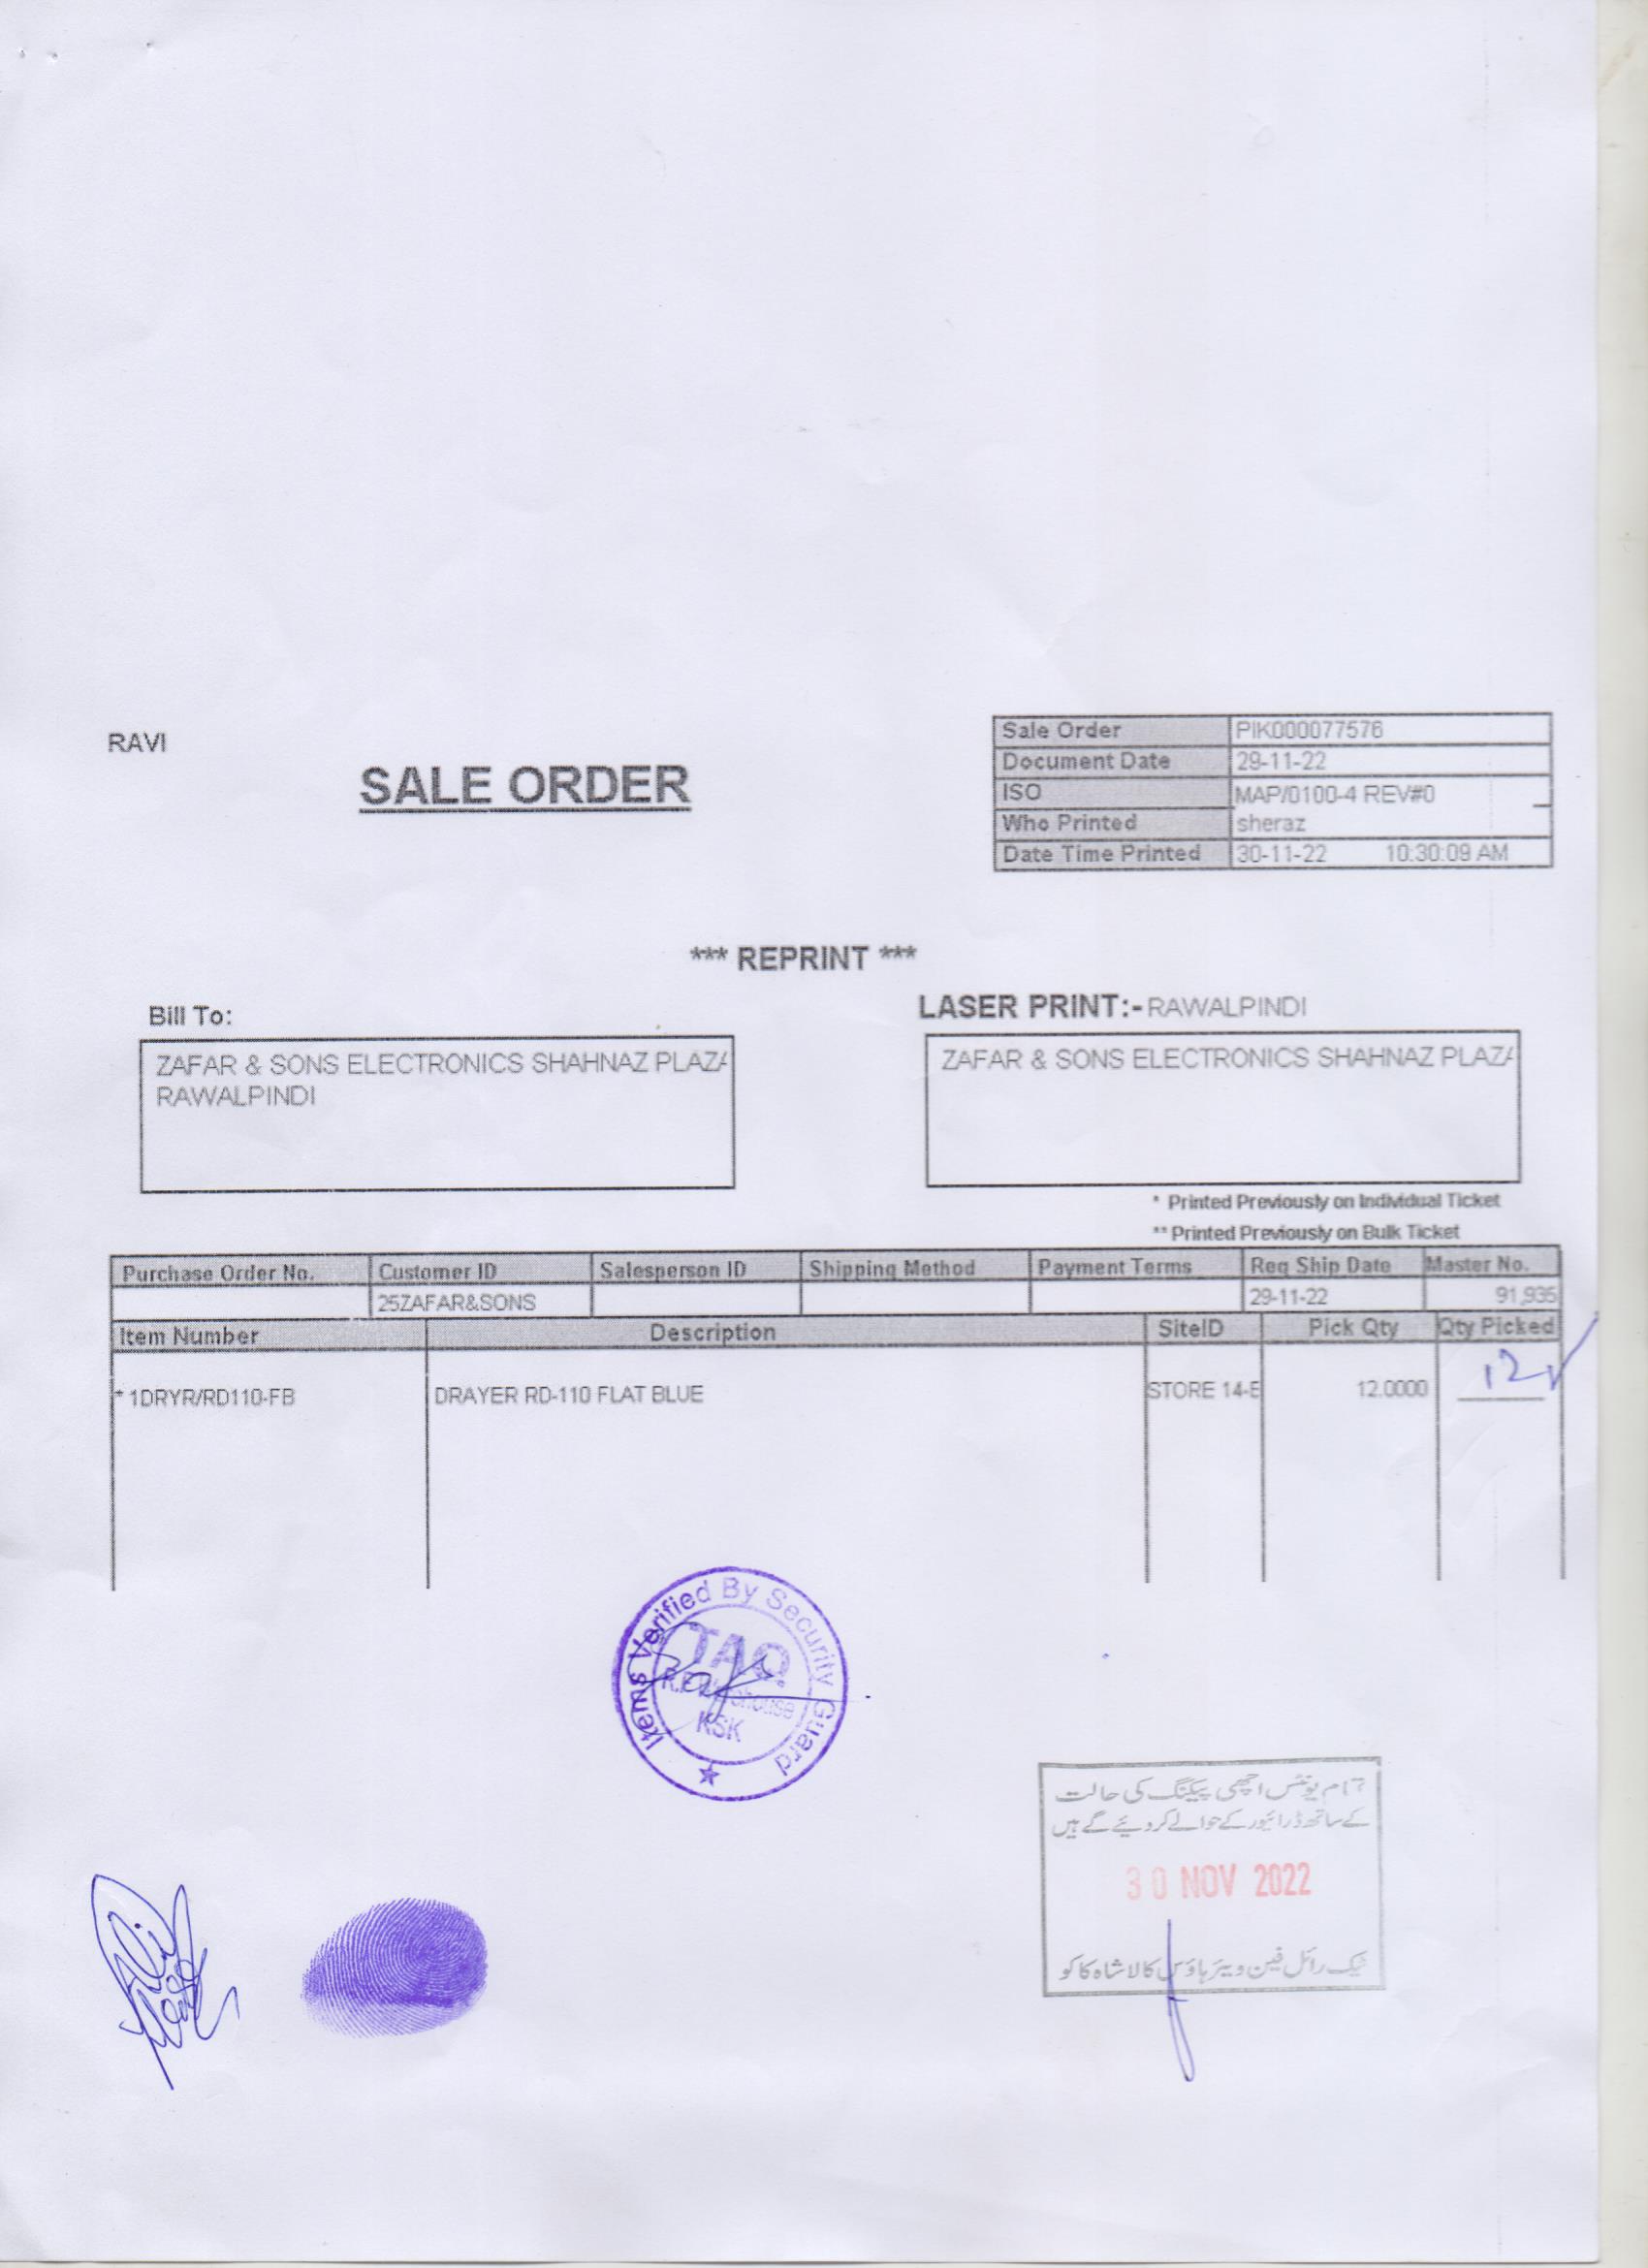 RAVI
SALE ORDER
Sale Order PIK000077576
Document Date 29-11-22
ISO MAP/0100-4 REV#0
Who Printed sheraz
Date Time Printed 30-11-22 10:30:09 AM
*** REPRINT ***
Bill To:
ZAFAR & SONS ELECTRONICS SHAHNAZ PLAZA
RAWALPINDI
LASER PRINT:- RAWALPINDI
ZAFAR & SONS ELECTRONICS SHAHNAZ PLAZA
* Printed Previously on Individual Ticket
** Printed Previously on Bulk Ticket
Purchase Order No. Customer ID Salesperson ID Shipping Method Payment Terms Req Ship Date Master No.
25ZAFAR&SONS 29-11-22 91,935
Item Number Description SiteID Pick Qty Qty Picked
* 1DRYR/RD110-FB DRAYER RD-110 FLAT BLUE STORE 14-E 12.0000 12
Items Verified By Security Guard
TAQ
KSK
تمام یونٹس اچھی پیکنگ کی حالت
کے ساتھ ڈرائیور کے حوالے کر دیئے گے ہیں
30 NOV 2022
ٹیک رائل فین ویئر ہاؤس کالا شاہ کاکو